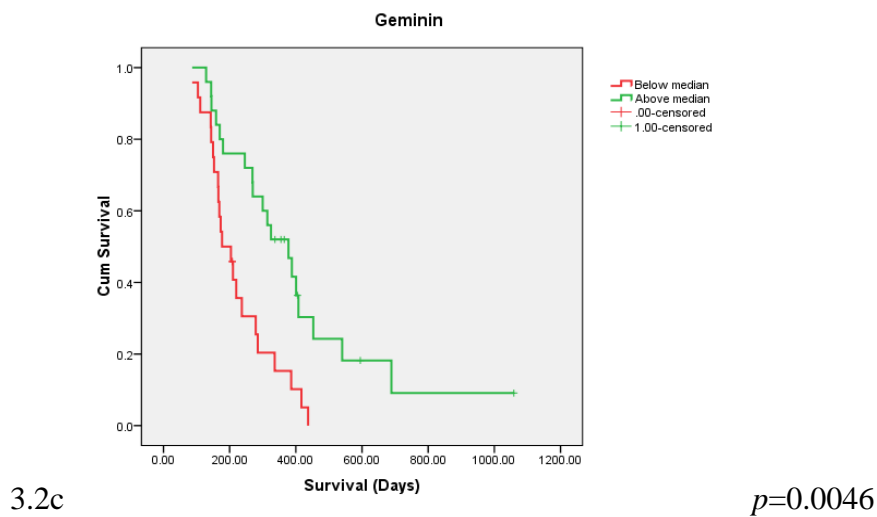 Geminin
Below median
Above median
.00-censored
1.00-censored
Cum Survival
1.0
0.8
0.6
0.4
0.2
0.0
0.00 200.00 400.00 600.00 800.00 1000.00 1200.00
Survival (Days)
3.2c p=0.0046